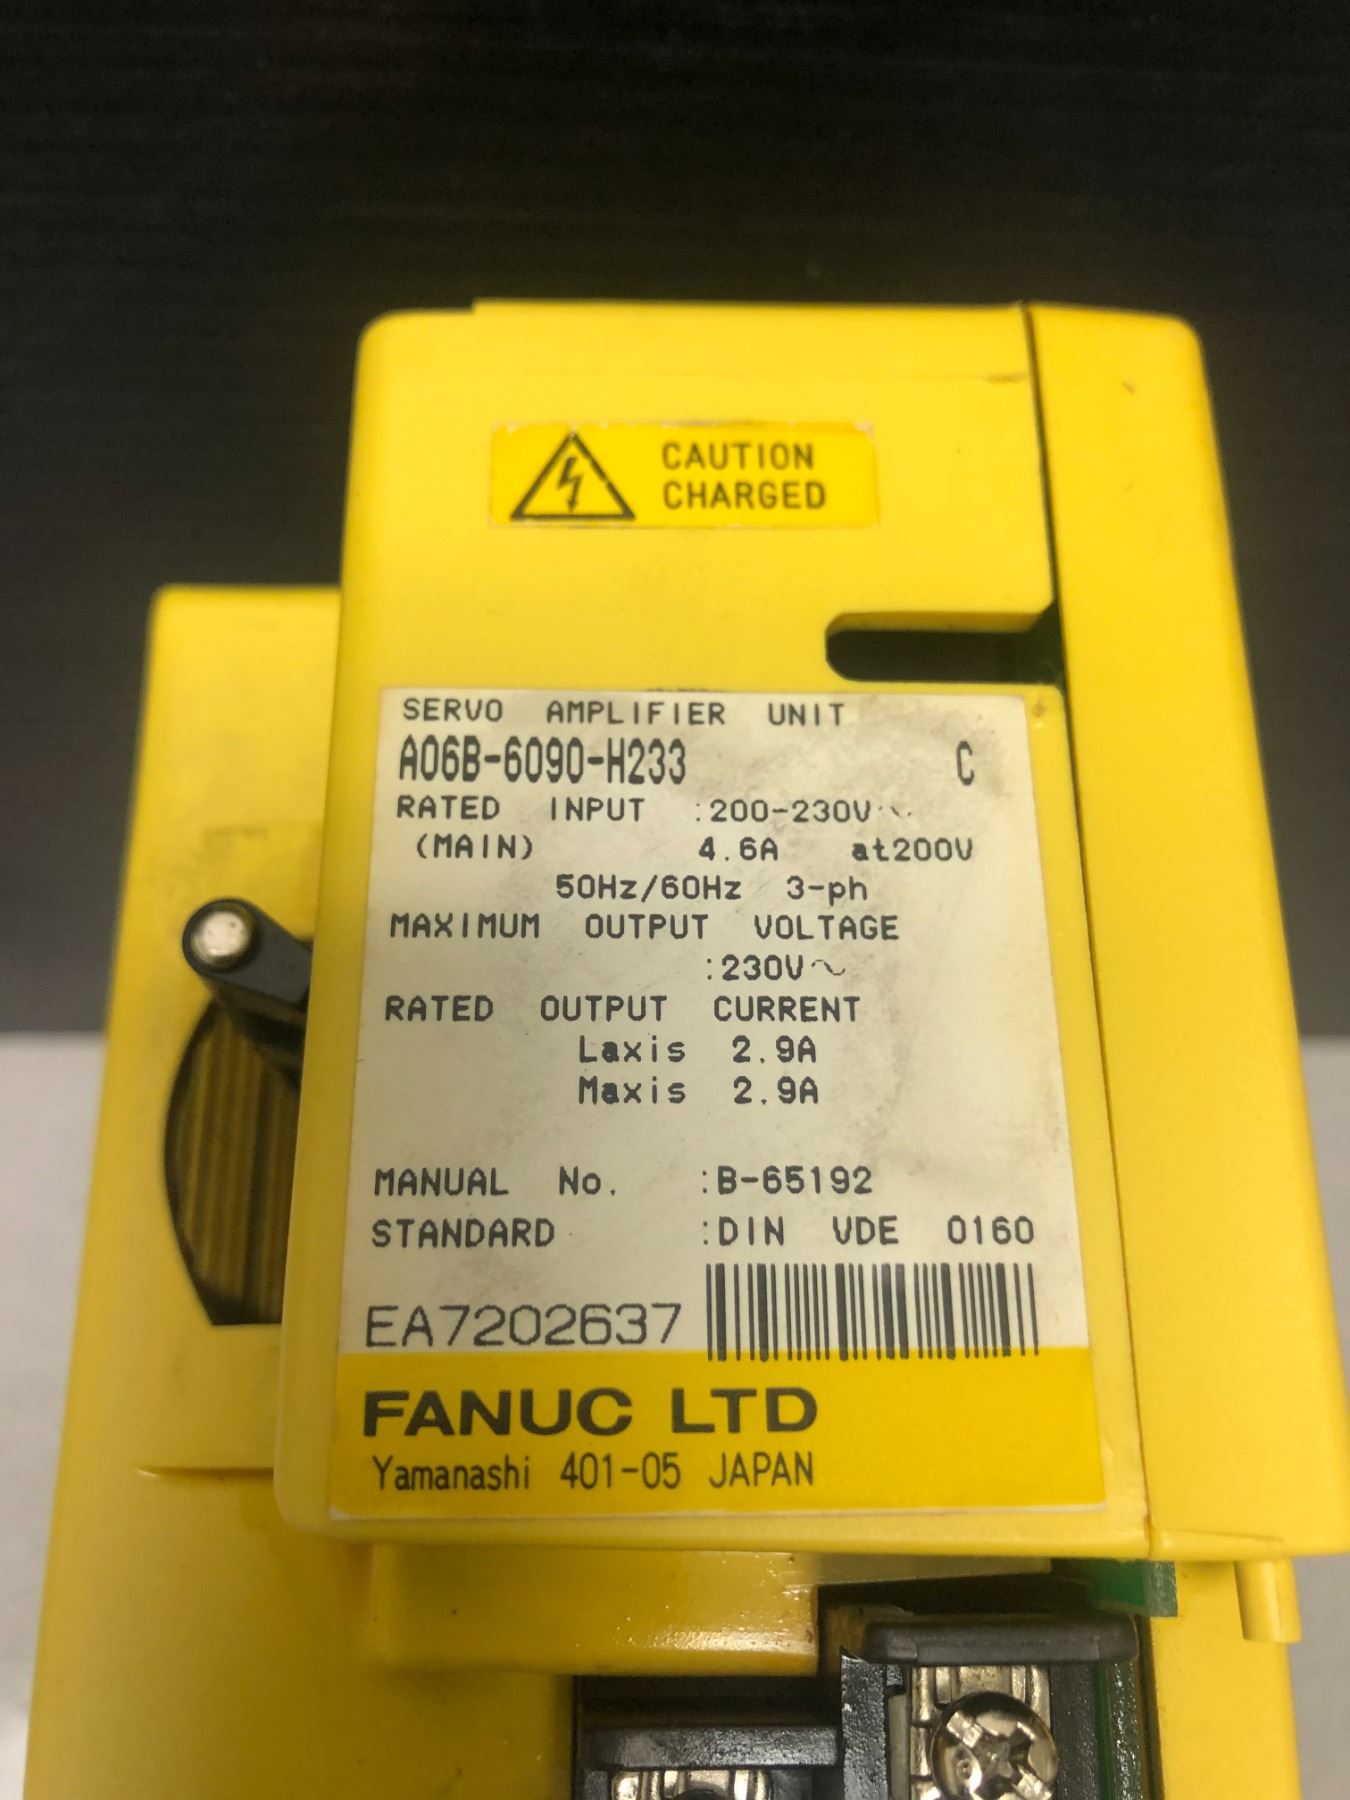 CAUTION
CHARGED
SERVO AMPLIFIER UNIT
A06B-6090-H233 C
RATED INPUT :200-230V~
(MAIN) 4.6A at200V
50Hz/60Hz 3-ph
MAXIMUM OUTPUT VOLTAGE
:230V~
RATED OUTPUT CURRENT
Laxis 2.9A
Maxis 2.9A
MANUAL No. :B-65192
STANDARD :DIN VDE 0160
EA7202637
FANUC LTD
Yamanashi 401-05 JAPAN